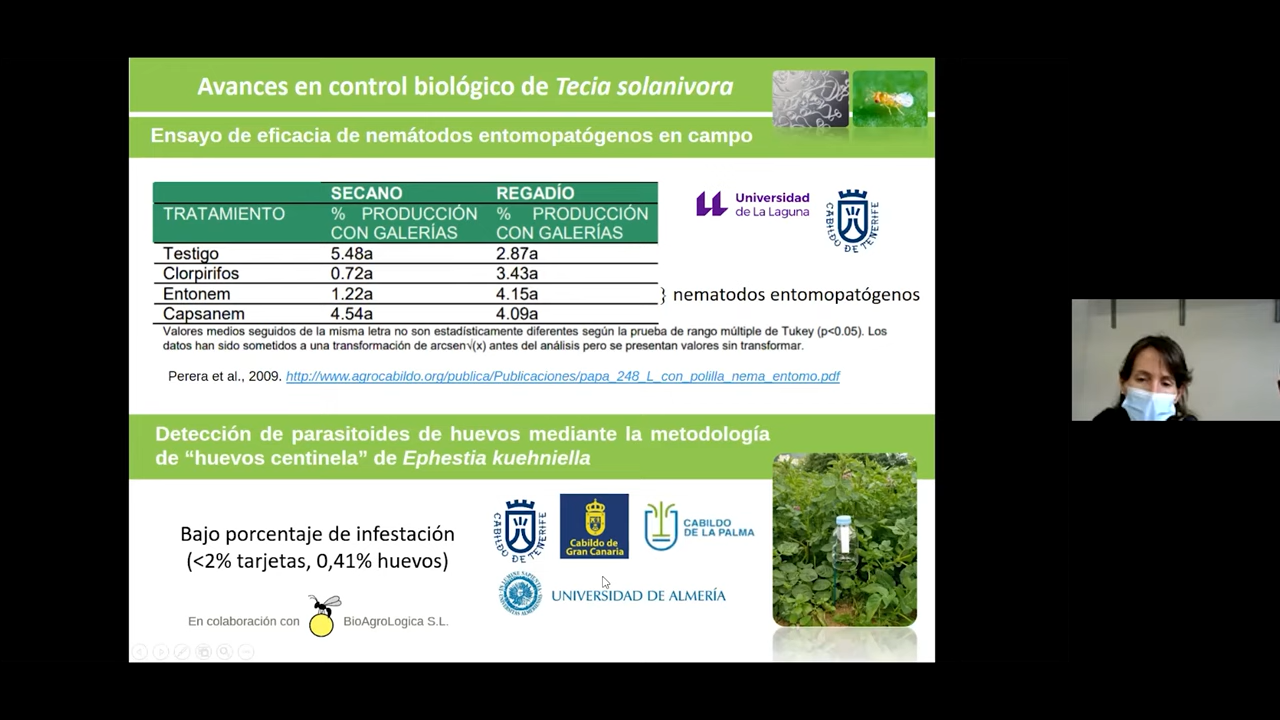 Avances en control biológico de Tecia solanivora
Ensayo de eficacia de nemátodos entomopatógenos en campo
SECANO REGADÍO
TRATAMIENTO % PRODUCCIÓN % PRODUCCIÓN
CON GALERÍAS CON GALERÍAS
Testigo 5.48a 2.87a
Clorpirifos 0.72a 3.43a
Entonem 1.22a 4.15a
Capsanem 4.54a 4.09a
} nematodos entomopatógenos
Valores medios seguidos de la misma letra no son estadísticamente diferentes según la prueba de rango múltiple de Tukey (p<0.05). Los
datos han sido sometidos a una transformación de arcsen√(x) antes del análisis pero se presentan valores sin transformar.
Universidad
de La Laguna
CABILDO DE TENERIFE
Perera et al., 2009. http://www.agrocabildo.org/publica/Publicaciones/papa_248_L_con_polilla_nema_entomo.pdf
Detección de parasitoides de huevos mediante la metodología
de “huevos centinela” de Ephestia kuehniella
Bajo porcentaje de infestación
(<2% tarjetas, 0,41% huevos)
En colaboración con BioAgroLogica S.L.
CABILDO DE TENERIFE
Cabildo de
Gran Canaria
CABILDO
DE LA PALMA
UNIVERSIDAD DE ALMERÍA